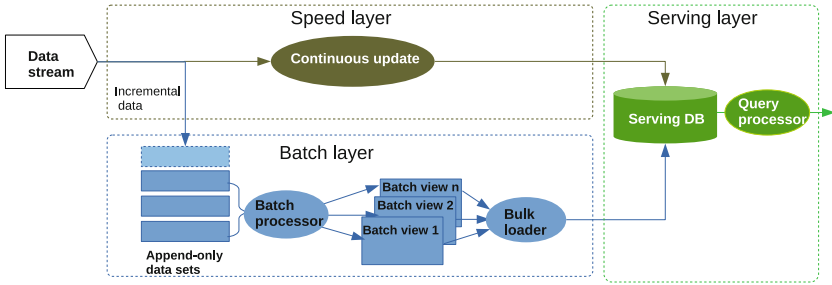 Speed layer
Serving layer
Data
stream
Continuous update
Incremental
data
Serving DB
Query
processor
Batch layer
Batch view n
Batch view 2
Batch view 1
Batch
processor
Bulk
loader
Append-only
data sets